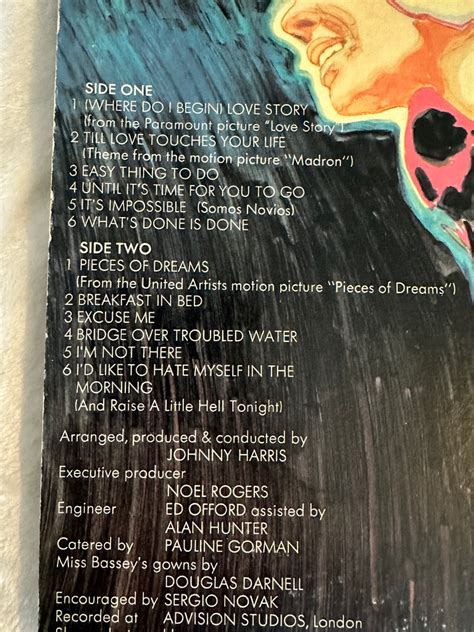 SIDE ONE
1 (WHERE DO I BEGIN) LOVE STORY
(from the Paramount picture "Love Story")
2 TILL LOVE TOUCHES YOUR LIFE
(Theme from the motion picture "Madron")
3 EASY THING TO DO
4 UNTIL IT'S TIME FOR YOU TO GO
5 IT'S IMPOSSIBLE (Somos Novios)
6 WHAT'S DONE IS DONE
SIDE TWO
1 PIECES OF DREAMS
(From the United Artists motion picture "Pieces of Dreams")
2 BREAKFAST IN BED
3 EXCUSE ME
4 BRIDGE OVER TROUBLED WATER
5 I'M NOT THERE
6 I'D LIKE TO HATE MYSELF IN THE
MORNING
(And Raise A Little Hell Tonight)
Arranged, produced & conducted by
JOHNNY HARRIS
Executive producer
NOEL ROGERS
Engineer ED OFFORD assisted by
ALAN HUNTER
Catered by PAULINE GORMAN
Miss Bassey's gowns by
DOUGLAS DARNELL
Encouraged by SERGIO NOVAK
Recorded at ADVISION STUDIOS, London